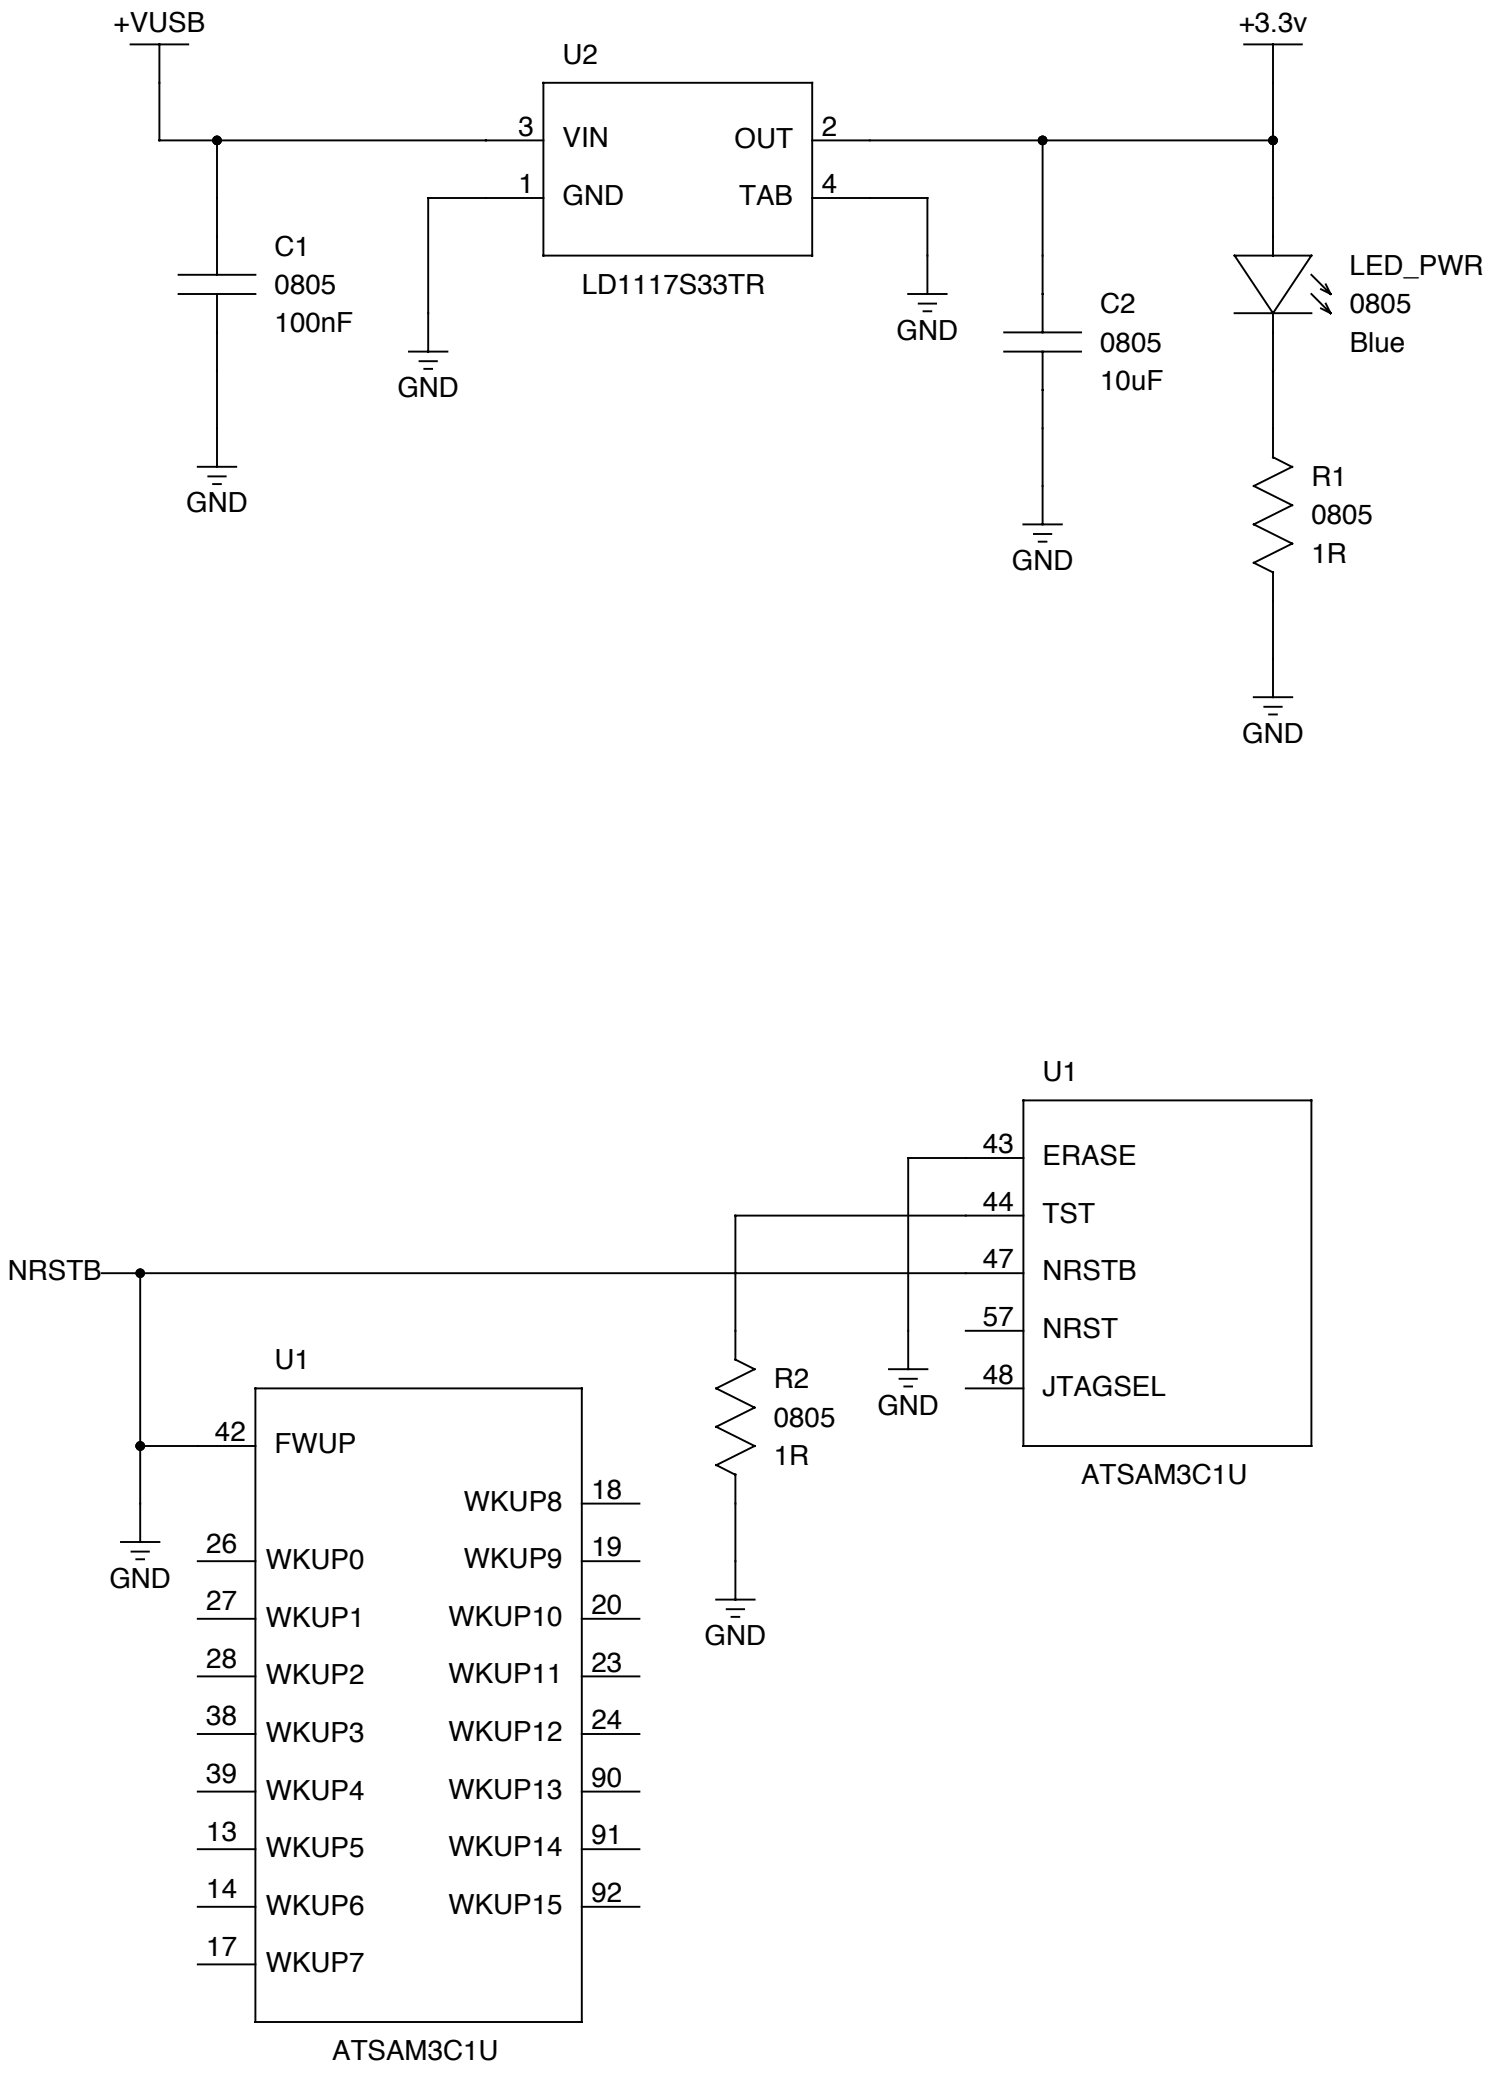 +VUSB
+3.3v
U2
3
VIN
OUT
2
1
GND
TAB
4
LD1117S33TR
C1
0805
100nF
GND
GND
GND
C2
0805
10uF
GND
LED_PWR
0805
Blue
R1
0805
1R
GND
U1
43
ERASE
44
TST
NRSTB
47
NRSTB
57
NRST
48
JTAGSEL
ATSAM3C1U
GND
R2
0805
1R
GND
U1
42
FWUP
GND
WKUP8
18
26
WKUP0
WKUP9
19
27
WKUP1
WKUP10
20
28
WKUP2
WKUP11
23
38
WKUP3
WKUP12
24
39
WKUP4
WKUP13
90
13
WKUP5
WKUP14
91
14
WKUP6
WKUP15
92
17
WKUP7
ATSAM3C1U